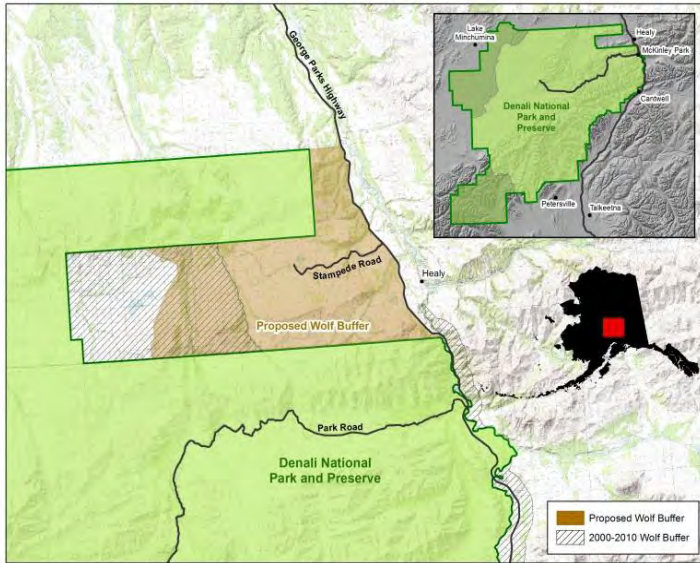 George Parks Highway
Stampede Road
Healy
Proposed Wolf Buffer
Park Road
Denali National
Park and Preserve
Lake
Minchumina
Healy
McKinley Park
Cantwell
Denali National
Park and
Preserve
Petersville
Talkeetna
Proposed Wolf Buffer
2000-2010 Wolf Buffer